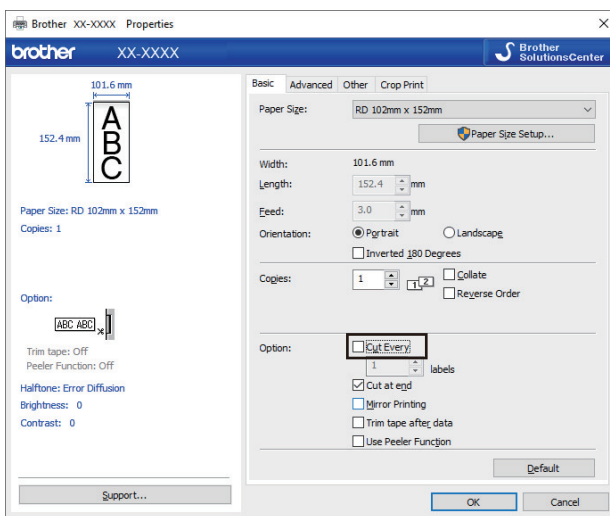 Brother XX-XXXX Properties
brother XX-XXXX
Brother
SolutionsCenter
101.6 mm
152.4 mm
A
B
C
Paper Size: RD 102mm x 152mm
Copies: 1
Option:
ABC ABC
Trim tape: Off
Peeler Function: Off
Halftone: Error Diffusion
Brightness: 0
Contrast: 0
Support...
Basic Advanced Other Crop Print
Paper Size: RD 102mm x 152mm
Paper Size Setup...
Width: 101.6 mm
Length: 152.4 mm
Feed: 3.0 mm
Orientation: Portrait Landscape
Inverted 180 Degrees
Copies: 1 1 2 Collate
Reverse Order
Option: Cut Every
1 labels
Cut at end
Mirror Printing
Trim tape after data
Use Peeler Function
Default
OK Cancel